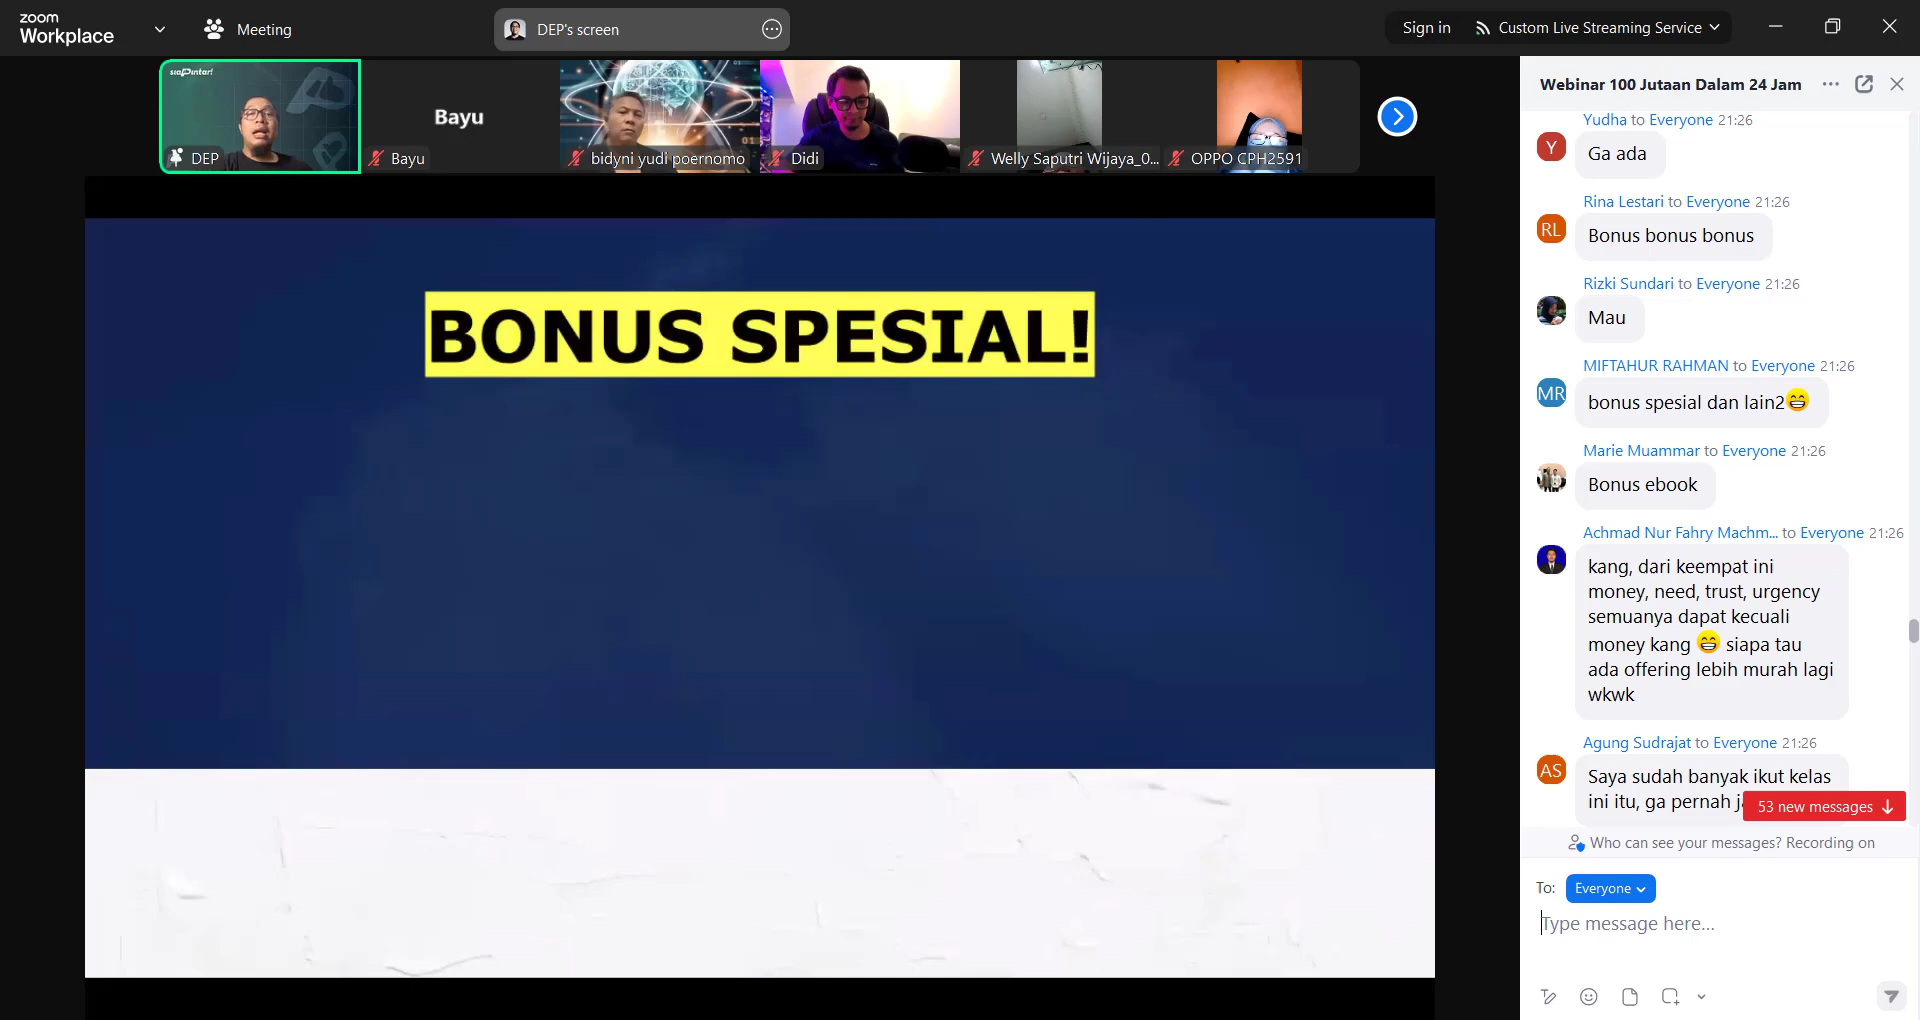 zoom
Workplace
Meeting
DEP's screen
Sign in
Custom Live Streaming Service
siapintar!
DEP
Bayu
Bayu
bidyni yudi poernomo
Didi
Welly Saputri Wijaya_0...
OPPO CPH2591
BONUS SPESIAL!
Webinar 100 Jutaan Dalam 24 Jam
Yudha to Everyone 21:26
Y
Ga ada
Rina Lestari to Everyone 21:26
RL
Bonus bonus bonus
Rizki Sundari to Everyone 21:26
Mau
MIFTAHUR RAHMAN to Everyone 21:26
MR
bonus spesial dan lain2😁
Marie Muammar to Everyone 21:26
Bonus ebook
Achmad Nur Fahry Machm... to Everyone 21:26
kang, dari keempat ini
money, need, trust, urgency
semuanya dapat kecuali
money kang 😁 siapa tau
ada offering lebih murah lagi
wkwk
Agung Sudrajat to Everyone 21:26
AS
Saya sudah banyak ikut kelas
ini itu, ga pernah
53 new messages
Who can see your messages? Recording on
To: Everyone
Type message here...